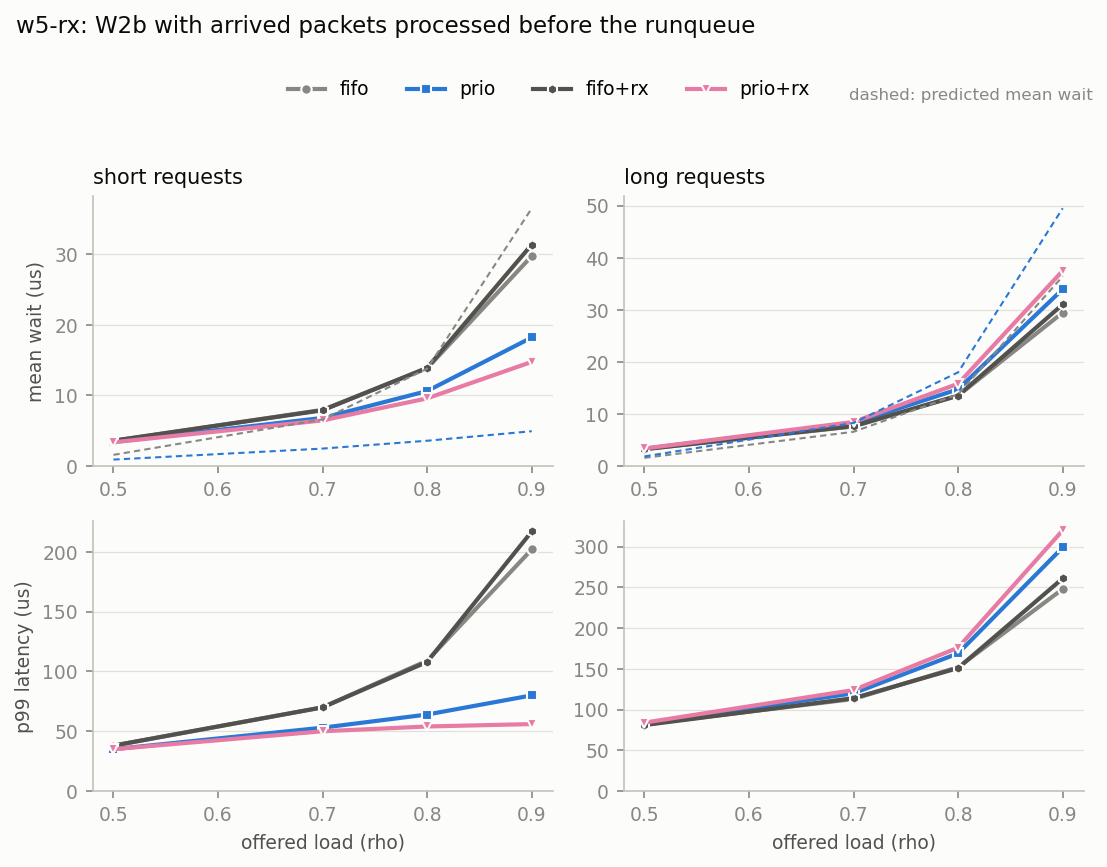 w5-rx: W2b with arrived packets processed before the runqueue
fifo prio fifo+rx prio+rx dashed: predicted mean wait
short requests
mean wait (us)
30
20
10
0
0.5 0.6 0.7 0.8 0.9
long requests
50
40
30
20
10
0
0.5 0.6 0.7 0.8 0.9
p99 latency (us)
200
150
100
50
0
0.5 0.6 0.7 0.8 0.9
offered load (rho)
300
250
200
150
100
50
0
0.5 0.6 0.7 0.8 0.9
offered load (rho)